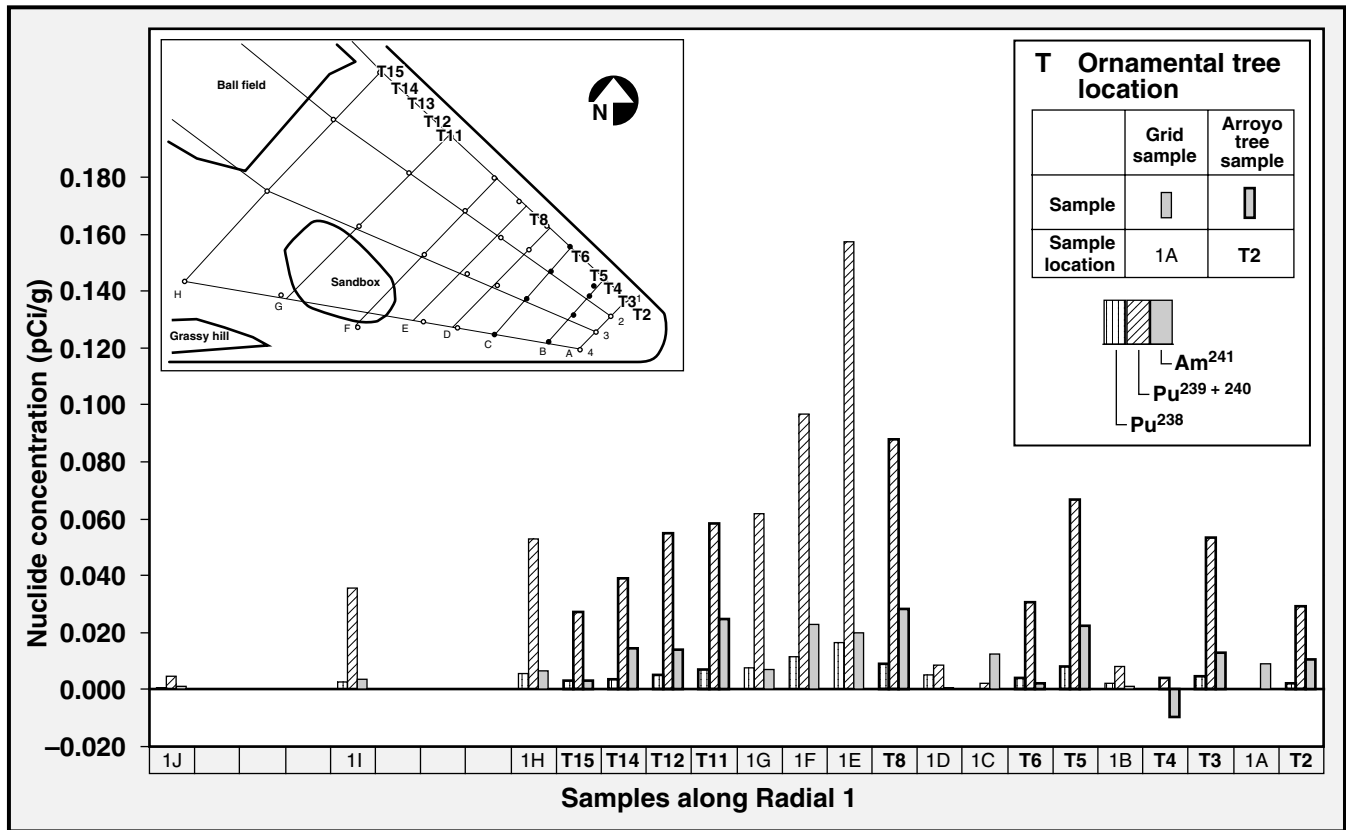 Nuclide concentration (pCi/g)
0.180
0.160
0.140
0.120
0.100
0.080
0.060
0.040
0.020
0.000
–0.020
Ball field
N
T15
T14
T13
T12
T11
T8
T6
T5
T4
T3
1
T2
2
3
4
H
G
F
E
D
C
B
A
Sandbox
Grassy hill
T Ornamental tree
location
Grid
sample
Arroyo
tree
sample
Sample
Sample
location
1A
T2
Am241
Pu239 + 240
Pu238
1J 1I 1H T15 T14 T12 T11 1G 1F 1E T8 1D 1C T6 T5 1B T4 T3 1A T2
Samples along Radial 1